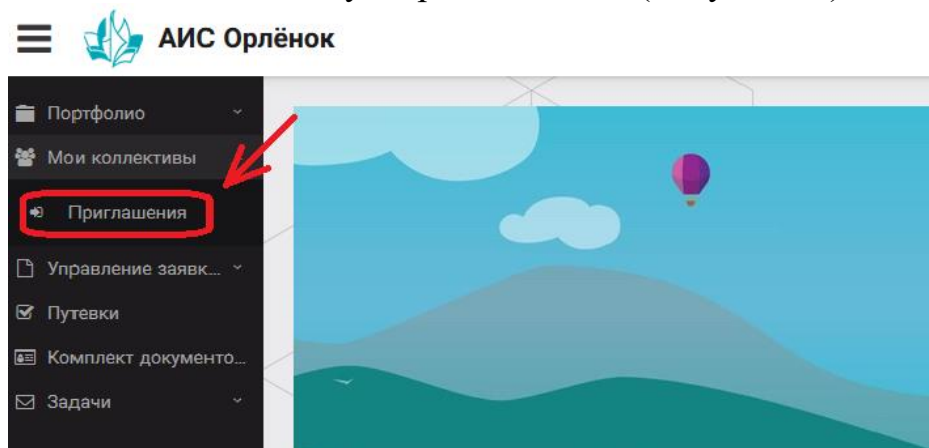 АИС Орлёнок
Портфолио
Мои коллективы
Приглашения
Управление заявк...
Путевки
Комплект документо...
Задачи